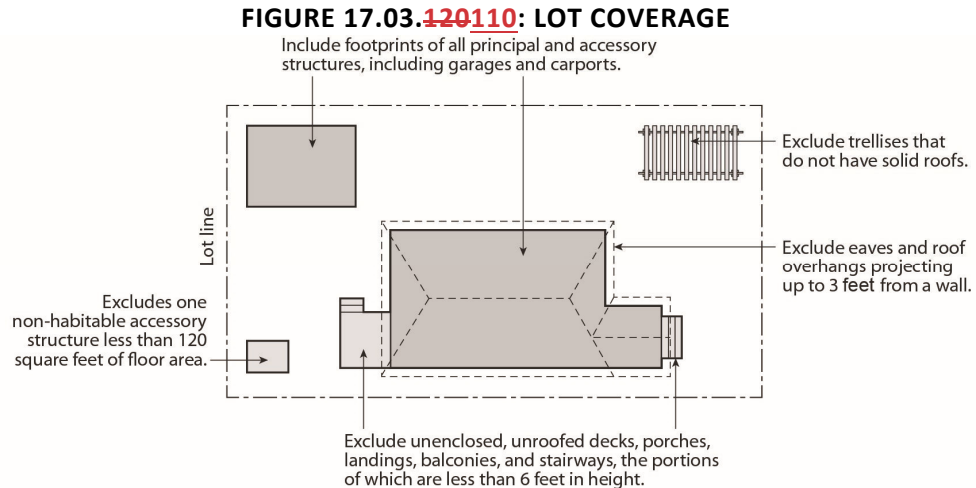 FIGURE 17.03.120110: LOT COVERAGE
Include footprints of all principal and accessory
structures, including garages and carports.
Exclude trellises that
do not have solid roofs.
Lot line
Exclude eaves and roof
overhangs projecting
up to 3 feet from a wall.
Excludes one
non-habitable accessory
structure less than 120
square feet of floor area.
Exclude unenclosed, unroofed decks, porches,
landings, balconies, and stairways, the portions
of which are less than 6 feet in height.